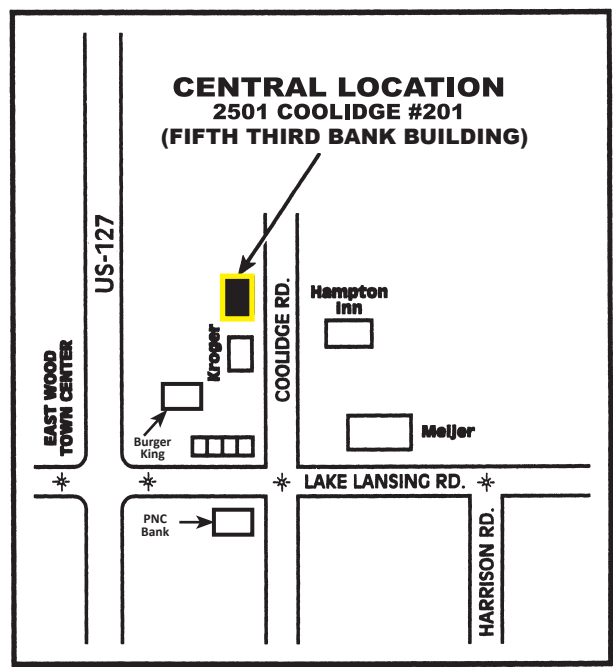 CENTRAL LOCATION
2501 COOLIDGE #201
(FIFTH THIRD BANK BUILDING)
US-127
COOLIDGE RD.
Hampton
Inn
Kroger
EAST WOOD
TOWN CENTER
Burger
King
Meijer
LAKE LANSING RD.
PNC
Bank
HARRISON RD.